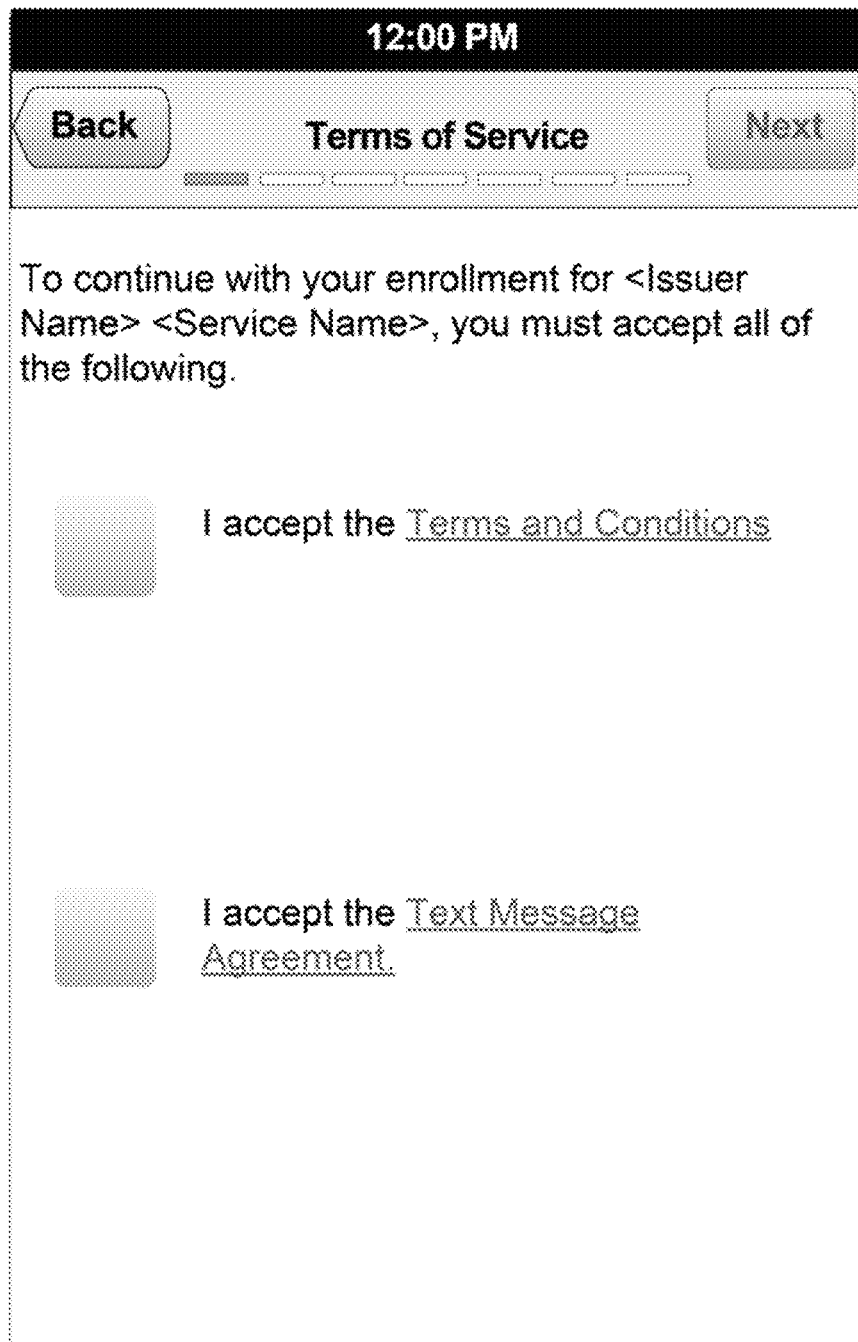 12:00 PM
Back
Terms of Service
Next
To continue with your enrollment for <Issuer
Name> <Service Name>, you must accept all of
the following.
I accept the Terms and Conditions
I accept the Text Message
Agreement.